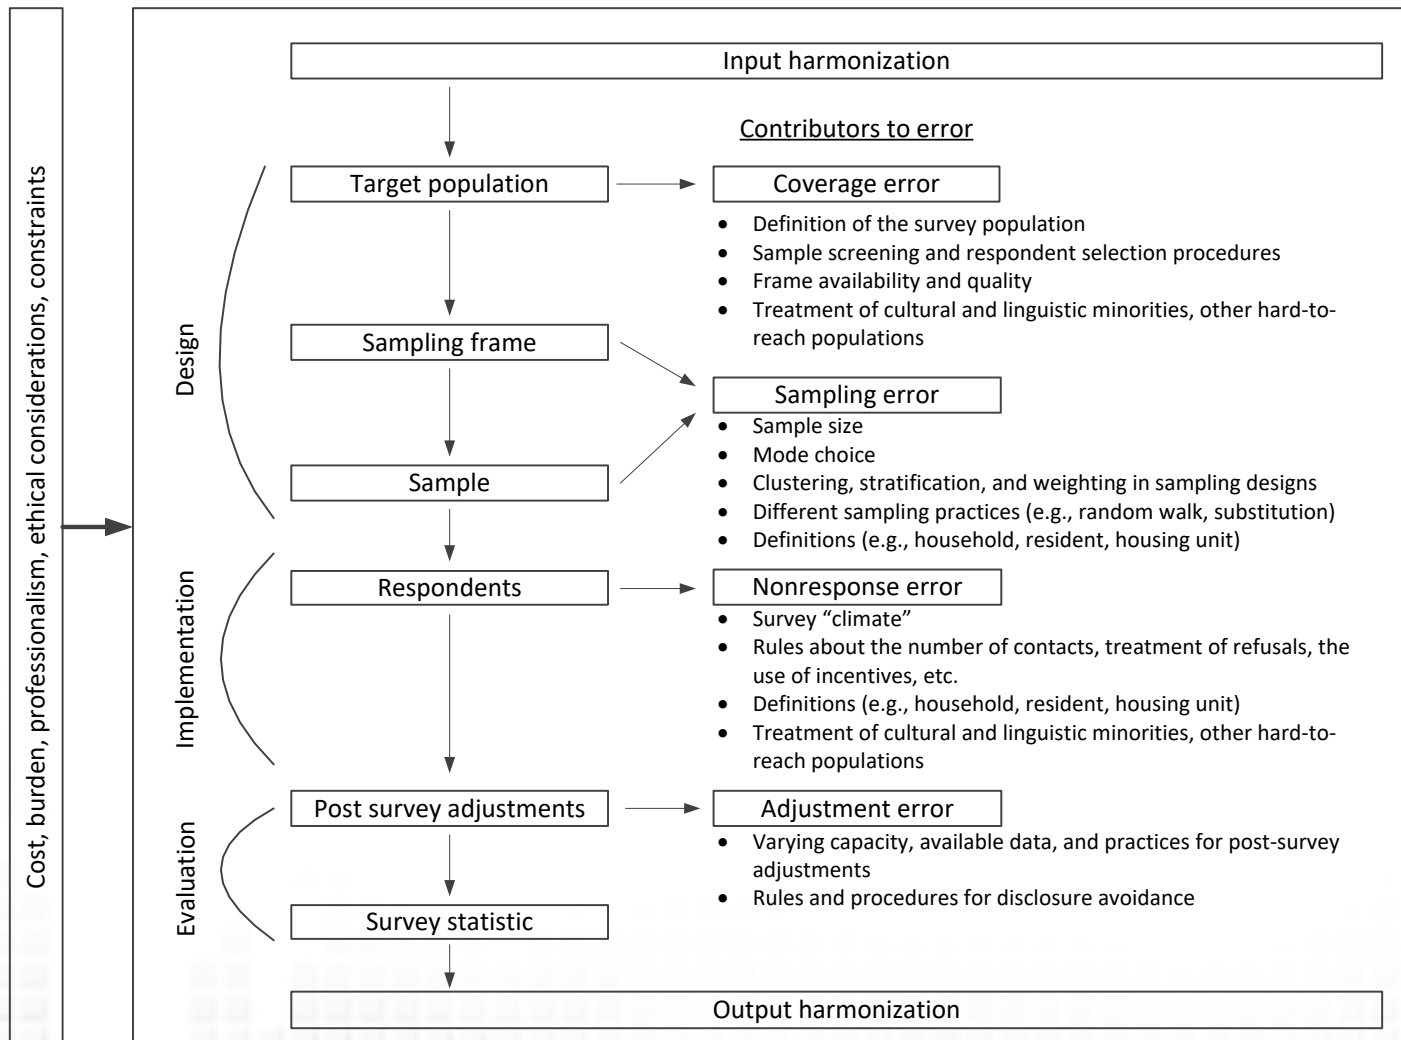 Cost, burden, professionalism, ethical considerations, constraints
Input harmonization
Contributors to error
Design
Target population
Coverage error
• Definition of the survey population
• Sample screening and respondent selection procedures
• Frame availability and quality
• Treatment of cultural and linguistic minorities, other hard-to-
reach populations
Sampling frame
Sampling error
• Sample size
• Mode choice
• Clustering, stratification, and weighting in sampling designs
• Different sampling practices (e.g., random walk, substitution)
• Definitions (e.g., household, resident, housing unit)
Sample
Implementation
Respondents
Nonresponse error
• Survey “climate”
• Rules about the number of contacts, treatment of refusals, the
use of incentives, etc.
• Definitions (e.g., household, resident, housing unit)
• Treatment of cultural and linguistic minorities, other hard-to-
reach populations
Evaluation
Post survey adjustments
Adjustment error
• Varying capacity, available data, and practices for post-survey
adjustments
• Rules and procedures for disclosure avoidance
Survey statistic
Output harmonization